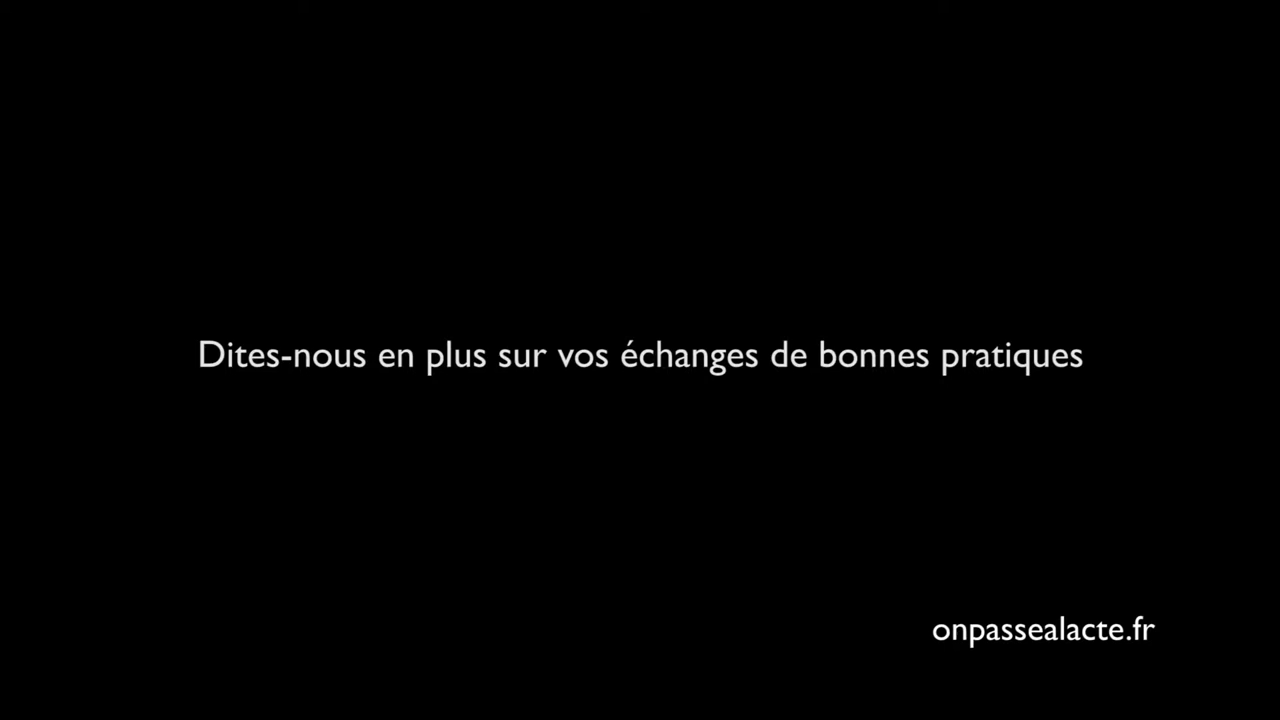 Dites-nous en plus sur vos échanges de bonnes pratiques
onpassealacte.fr